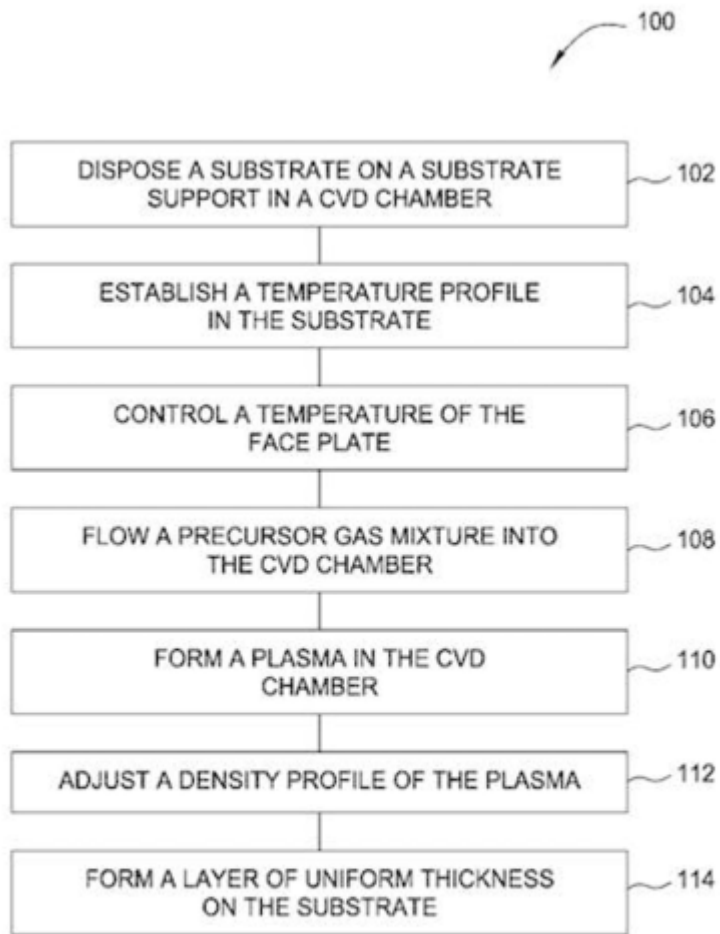 100
DISPOSE A SUBSTRATE ON A SUBSTRATE
SUPPORT IN A CVD CHAMBER
102
ESTABLISH A TEMPERATURE PROFILE
IN THE SUBSTRATE
104
CONTROL A TEMPERATURE OF THE
FACE PLATE
106
FLOW A PRECURSOR GAS MIXTURE INTO
THE CVD CHAMBER
108
FORM A PLASMA IN THE CVD
CHAMBER
110
ADJUST A DENSITY PROFILE OF THE PLASMA
112
FORM A LAYER OF UNIFORM THICKNESS
ON THE SUBSTRATE
114